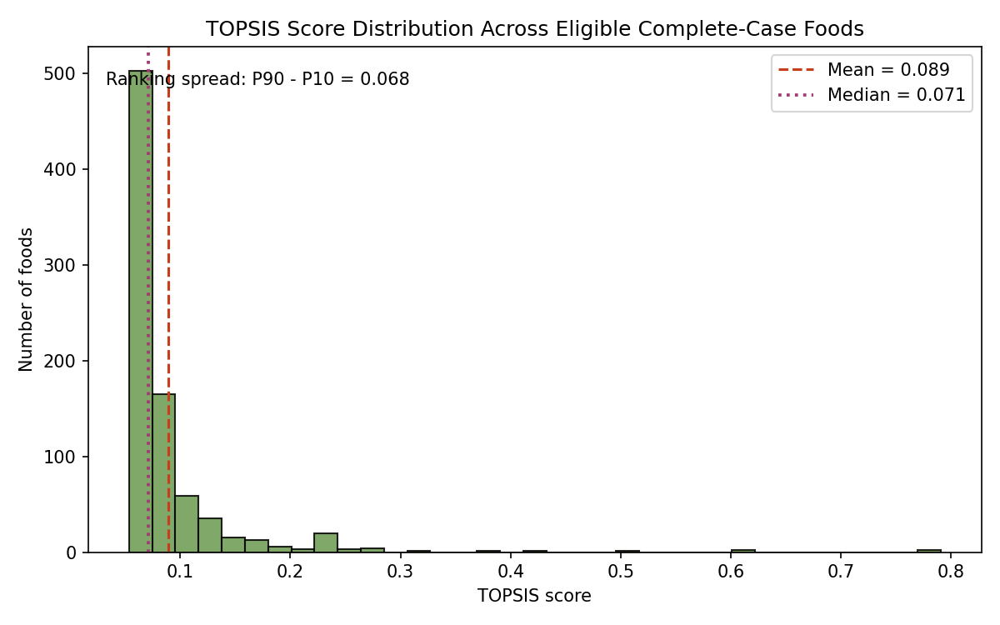 TOPSIS Score Distribution Across Eligible Complete-Case Foods
Ranking spread: P90 - P10 = 0.068
Mean = 0.089
Median = 0.071
Number of foods
500
400
300
200
100
0
0.1 0.2 0.3 0.4 0.5 0.6 0.7 0.8
TOPSIS score